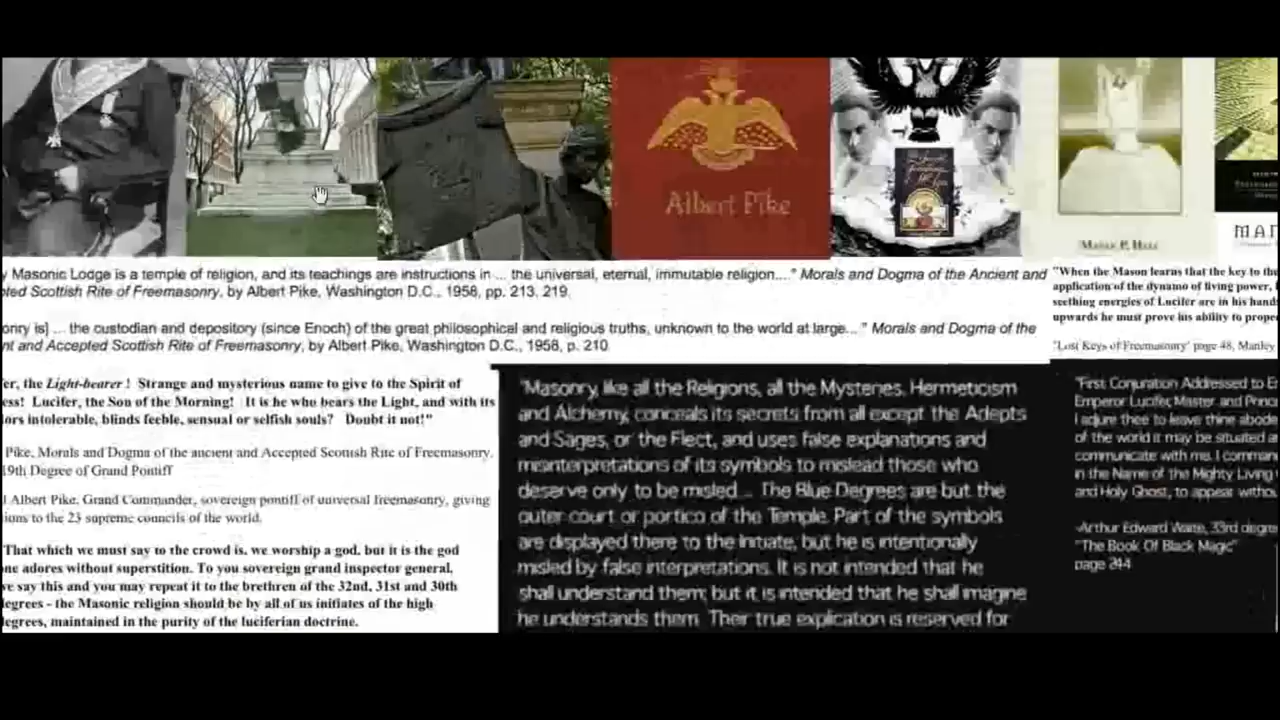 Albert Pike
MANLY P. HALL
y Masonic Lodge is a temple of religion, and its teachings are instructions in ... the universal, eternal, immutable religion...." Morals and Dogma of the Ancient and
pted Scottish Rite of Freemasonry, by Albert Pike, Washington D.C., 1958, pp. 213, 219.
onry is] ... the custodian and depository (since Enoch) of the great philosophical and religious truths, unknown to the world at large... " Morals and Dogma of the
nt and Accepted Scottish Rite of Freemasonry, by Albert Pike, Washington D.C., 1958, p. 210
"When the Mason learns that the key to the
application of the dynamo of living power,
seething energies of Lucifer are in his hand
upwards he must prove his ability to prope
"Lost Keys of Freemasonry' page 48, Manley
er, the Light-bearer ! Strange and mysterious name to give to the Spirit of
ess! Lucifer, the Son of the Morning! It is he who bears the Light, and with its
lors intolerable, blinds feeble, sensual or selfish souls? Doubt it not!"
Pike, Morals and Dogma of the ancient and Accepted Scottish Rite of Freemasonry,
19th Degree of Grand Pontiff
l Albert Pike, Grand Commander, sovereign pontiff of universal freemasonry, giving
ions to the 23 supreme councils of the world.
That which we must say to the crowd is, we worship a god, but it is the god
one adores without superstition. To you sovereign grand inspector general,
we say this and you may repeat it to the brethren of the 32nd, 31st and 30th
legrees - the Masonic religion should be by all of us initiates of the high
legrees, maintained in the purity of the luciferian doctrine.
"Masonry, like all the Religions, all the Mysteries, Hermeticism
and Alchemy, conceals its secrets from all except the Adepts
and Sages, or the Elect, and uses false explanations and
misinterpretations of its symbols to mislead those who
deserve only to be misled... The Blue Degrees are but the
outer court or portico of the Temple. Part of the symbols
are displayed there to the Initiate, but he is intentionally
misled by false interpretations. It is not intended that he
shall understand them; but it is intended that he shall imagine
he understands them. Their true explication is reserved for
"First Conjuration Addressed to E
Emperor Lucifer, Master and Princ
I adjure thee to leave thine abode
of the world it may be situated a
communicate with me. I comman
in the Name of the Mighty Living
and Holy Ghost, to appear withou
-Arthur Edward Waite, 33rd degre
"The Book Of Black Magic"
page 244